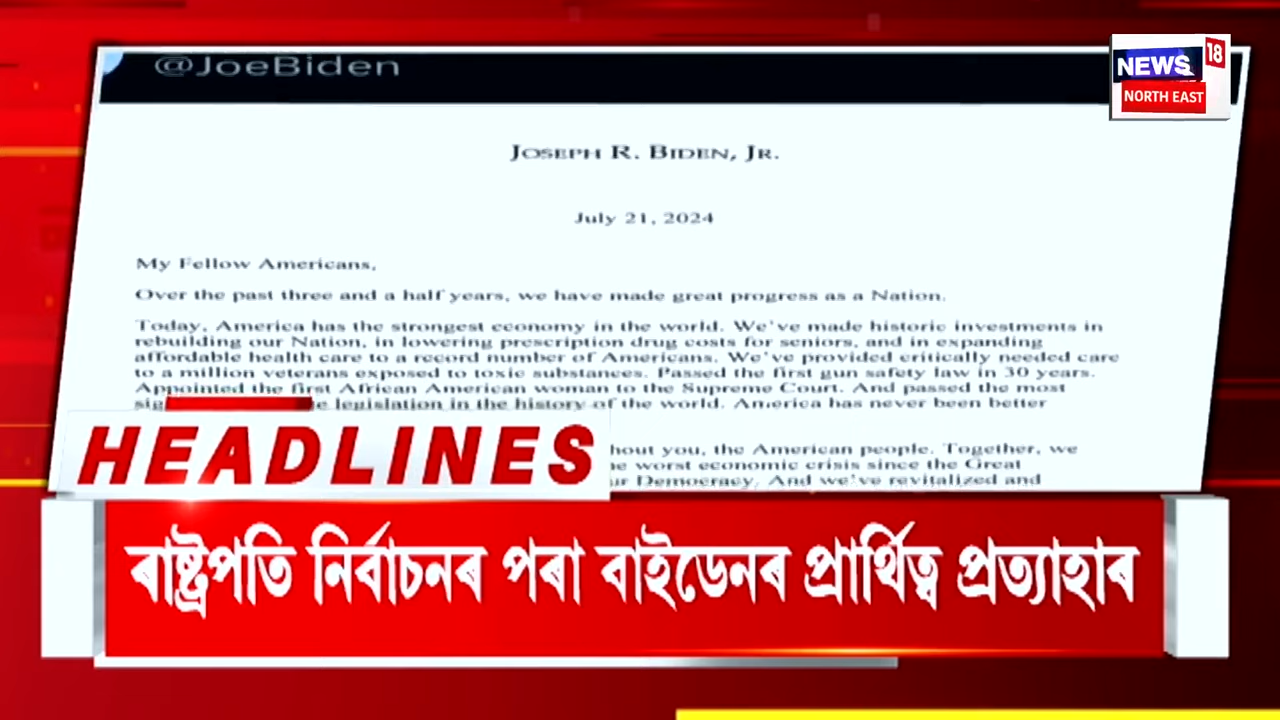 @JoeBiden
NEWS 18
NORTH EAST
JOSEPH R. BIDEN, JR.
July 21, 2024
My Fellow Americans,
Over the past three and a half years, we have made great progress as a Nation.
Today, America has the strongest economy in the world. We've made historic investments in
rebuilding our Nation, in lowering prescription drug costs for seniors, and in expanding
affordable health care to a record number of Americans. We've provided critically needed care
to a million veterans exposed to toxic substances. Passed the first gun safety law in 30 years.
Appointed the first African American woman to the Supreme Court. And passed the most
legislation in the history of the world. America has never been better
you, the American people. Together, we
worst economic crisis since the Great
Democracy. And we've revitalized and
HEADLINES
ৰাষ্ট্ৰপতি নিৰ্বাচনৰ পৰা বাইডেনৰ প্ৰাৰ্থিত্ব প্ৰত্যাহাৰ